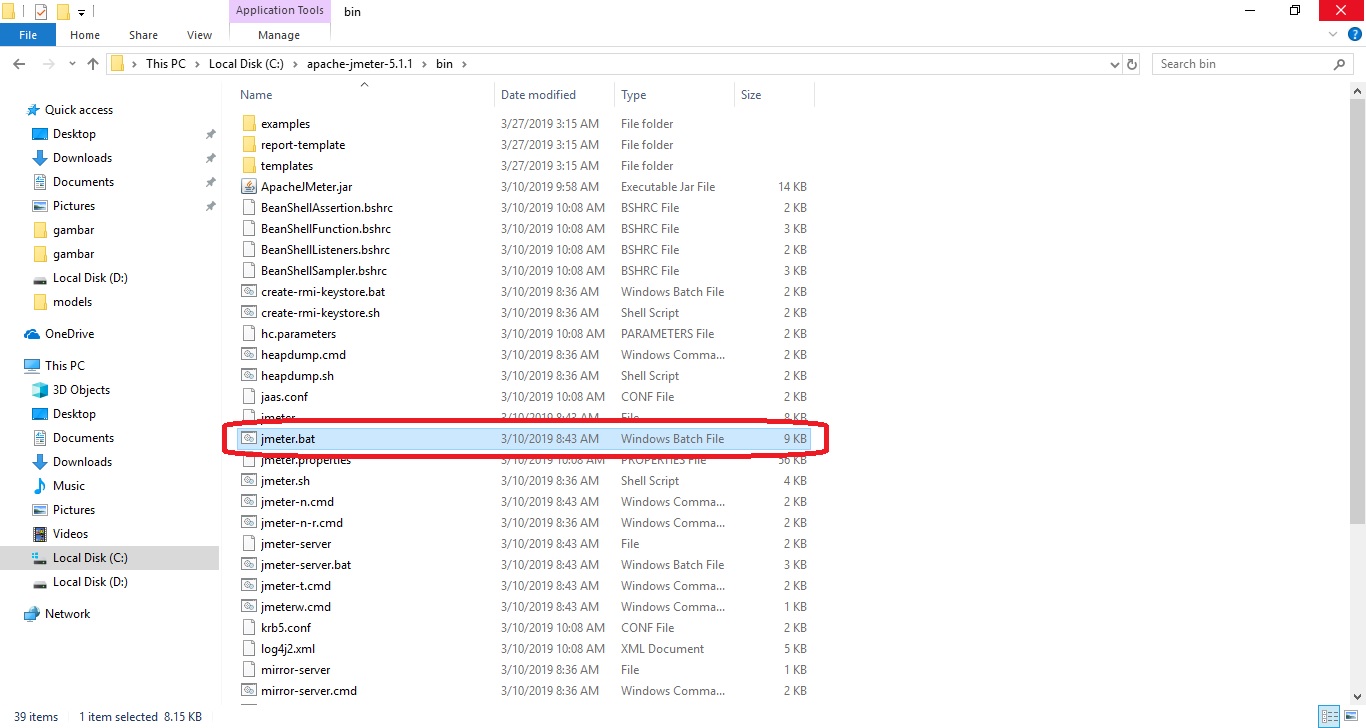 Application Tools
bin
File
Home
Share
View
Manage
This PC
Local Disk (C:)
apache-jmeter-5.1.1
bin
Search bin
Quick access
Desktop
Downloads
Documents
Pictures
gambar
gambar
Local Disk (D:)
models
OneDrive
This PC
3D Objects
Desktop
Documents
Downloads
Music
Pictures
Videos
Local Disk (C:)
Local Disk (D:)
Network
Name Date modified Type Size
examples 3/27/2019 3:15 AM File folder
report-template 3/27/2019 3:15 AM File folder
templates 3/27/2019 3:15 AM File folder
ApacheJMeter.jar 3/10/2019 9:58 AM Executable Jar File 14 KB
BeanShellAssertion.bshrc 3/10/2019 10:08 AM BSHRC File 2 KB
BeanShellFunction.bshrc 3/10/2019 10:08 AM BSHRC File 3 KB
BeanShellListeners.bshrc 3/10/2019 10:08 AM BSHRC File 2 KB
BeanShellSampler.bshrc 3/10/2019 10:08 AM BSHRC File 3 KB
create-rmi-keystore.bat 3/10/2019 8:36 AM Windows Batch File 2 KB
create-rmi-keystore.sh 3/10/2019 8:36 AM Shell Script 2 KB
hc.parameters 3/10/2019 10:08 AM PARAMETERS File 2 KB
heapdump.cmd 3/10/2019 8:36 AM Windows Comma... 2 KB
heapdump.sh 3/10/2019 8:36 AM Shell Script 2 KB
jaas.conf 3/10/2019 10:08 AM CONF File 2 KB
jmeter 3/10/2019 8:43 AM File 8 KB
jmeter.bat 3/10/2019 8:43 AM Windows Batch File 9 KB
jmeter.properties 3/10/2019 10:08 AM PROPERTIES File 56 KB
jmeter.sh 3/10/2019 8:36 AM Shell Script 4 KB
jmeter-n.cmd 3/10/2019 8:43 AM Windows Comma... 2 KB
jmeter-n-r.cmd 3/10/2019 8:36 AM Windows Comma... 2 KB
jmeter-server 3/10/2019 8:43 AM File 2 KB
jmeter-server.bat 3/10/2019 8:43 AM Windows Batch File 3 KB
jmeter-t.cmd 3/10/2019 8:43 AM Windows Comma... 2 KB
jmeterw.cmd 3/10/2019 8:43 AM Windows Comma... 1 KB
krb5.conf 3/10/2019 10:08 AM CONF File 2 KB
log4j2.xml 3/10/2019 10:08 AM XML Document 5 KB
mirror-server 3/10/2019 8:36 AM File 1 KB
mirror-server.cmd 3/10/2019 8:36 AM Windows Comma... 2 KB
39 items 1 item selected 8.15 KB